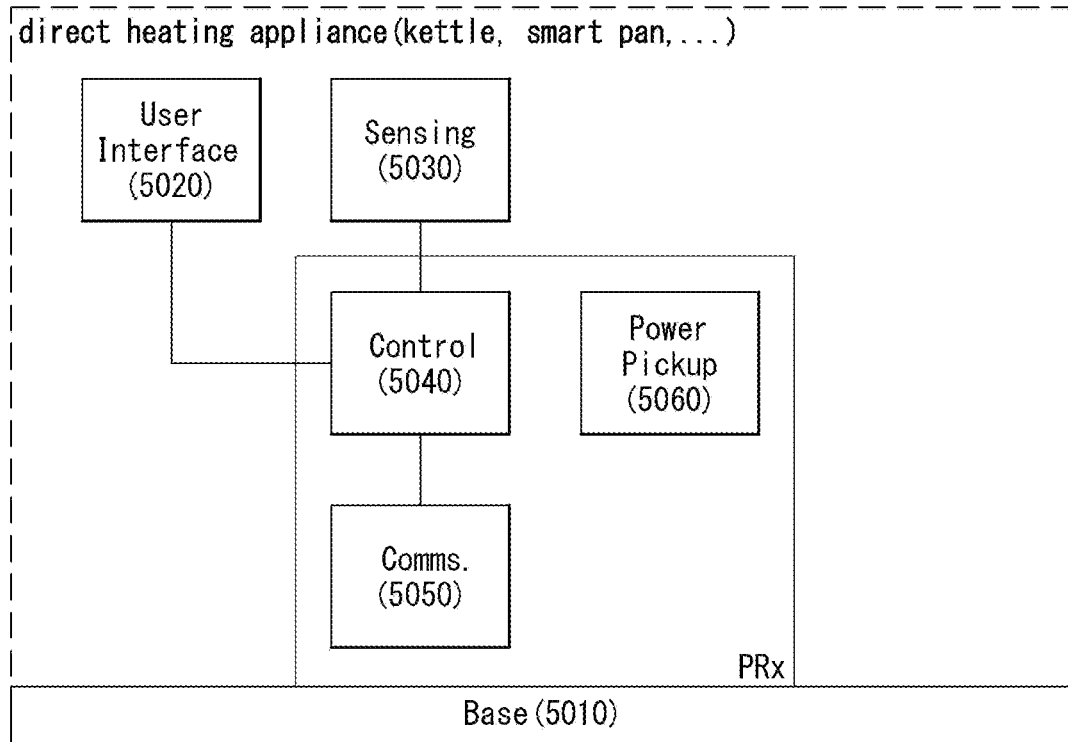 direct heating appliance(kettle, smart pan,...)
User
Interface
(5020)
Sensing
(5030)
Control
(5040)
Power
Pickup
(5060)
Comms.
(5050)
PRx
Base(5010)